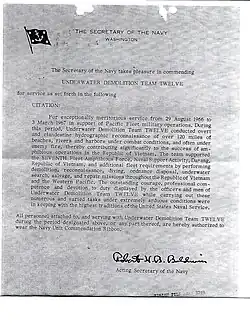 THE SECRETARY OF THE NAVY
WASHINGTON
The Secretary of the Navy takes pleasure in commending
UNDERWATER DEMOLITION TEAM TWELVE
for service as set forth in the following
CITATION:
For exceptionally meritorious service from 29 August 1966 to
3 March 1967 in support of Pacific Fleet military operations. During
this period, Underwater Demolition Team TWELVE conducted overt
and clandestine hydrographic reconnaissance of over 120 miles of
beaches, rivers and harbors under combat conditions, and often under
enemy fire, thereby contributing significantly to the success of am-
phibious operations in the Republic of Vietnam. The team supported
the SEVENTH Fleet Amphibious Force, Naval Support Activity, Danang,
Republic of Vietnam, and additional fleet requirements by performing
demolition, reconnaissance, diving, ordnance disposal, underwater
search, salvage, and repair missions throughout the Republic of Vietnam
and the Western Pacific. The outstanding courage, professional com-
petence and devotion to duty displayed by the officers and men of
Underwater Demolition Team TWELVE while carrying out these
numerous and varied tasks under extremely arduous conditions were
in keeping with the highest traditions of the United States Naval Service.
All personnel attached to and serving with Underwater Demolition Team TWELVE
during the period designated above, or any part thereof, are hereby authorized to
wear the Navy Unit Commendation Ribbon.
Robert H. B. Baldwin
Acting Secretary of the Navy